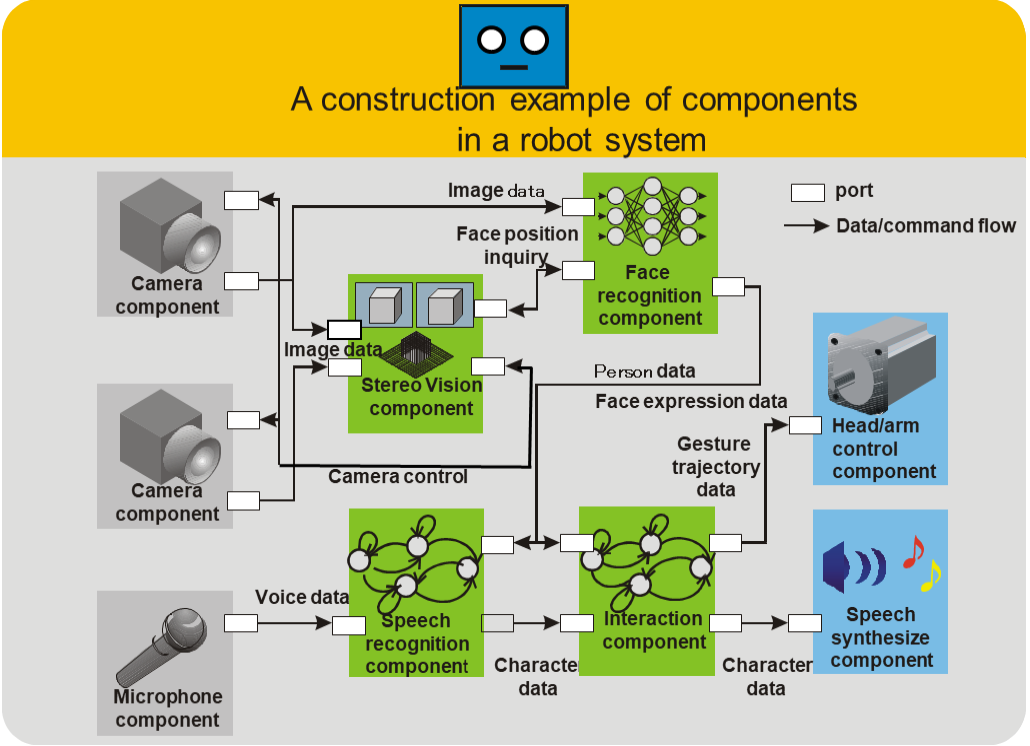 A construction example of components
in a robot system
Image data
port
Data/command flow
Face position
inquiry
Camera
component
Face
recognition
component
Image data
Stereo Vision
component
Person data
Face expression data
Head/arm
control
component
Gesture
trajectory
data
Camera control
Camera
component
Voice data
Speech
recognition
component
Interaction
component
Speech
synthesize
component
Character
data
Character
data
Microphone
component